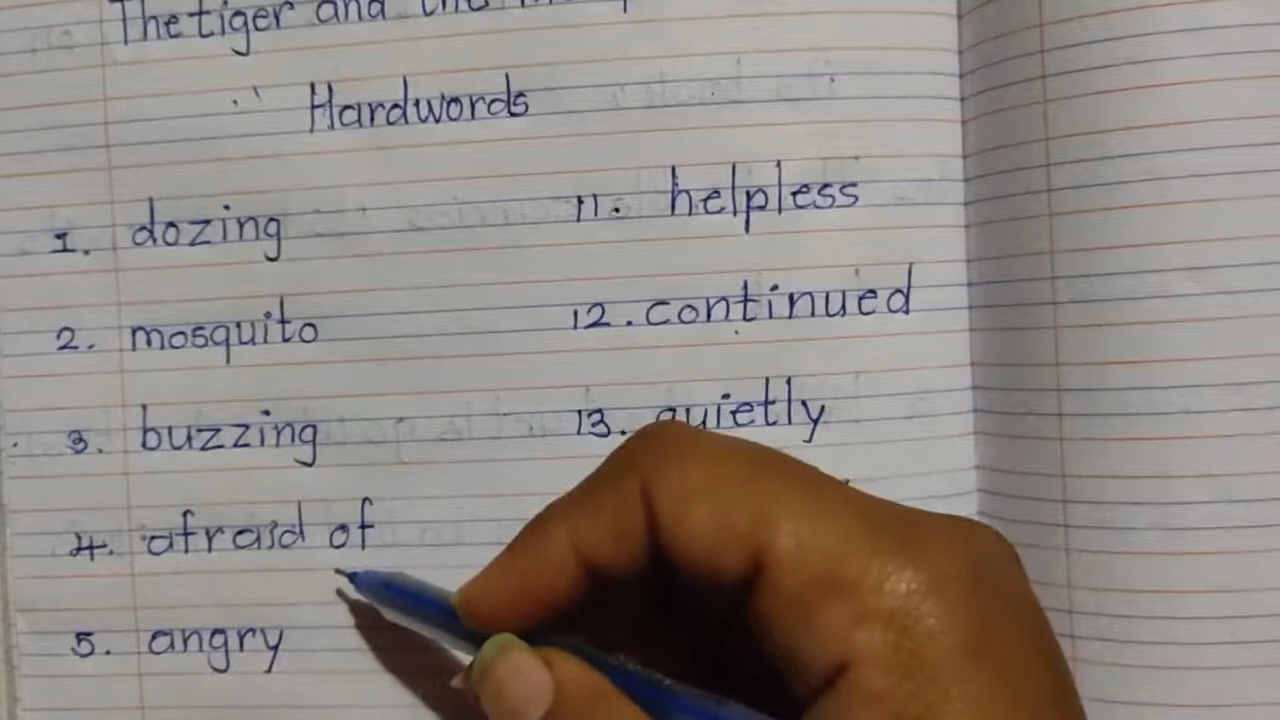 The tiger and the
Hardwords
1. dozing
2. mosquito
3. buzzing
4. afraid of
5. angry
11. helpless
12. continued
13. quietly